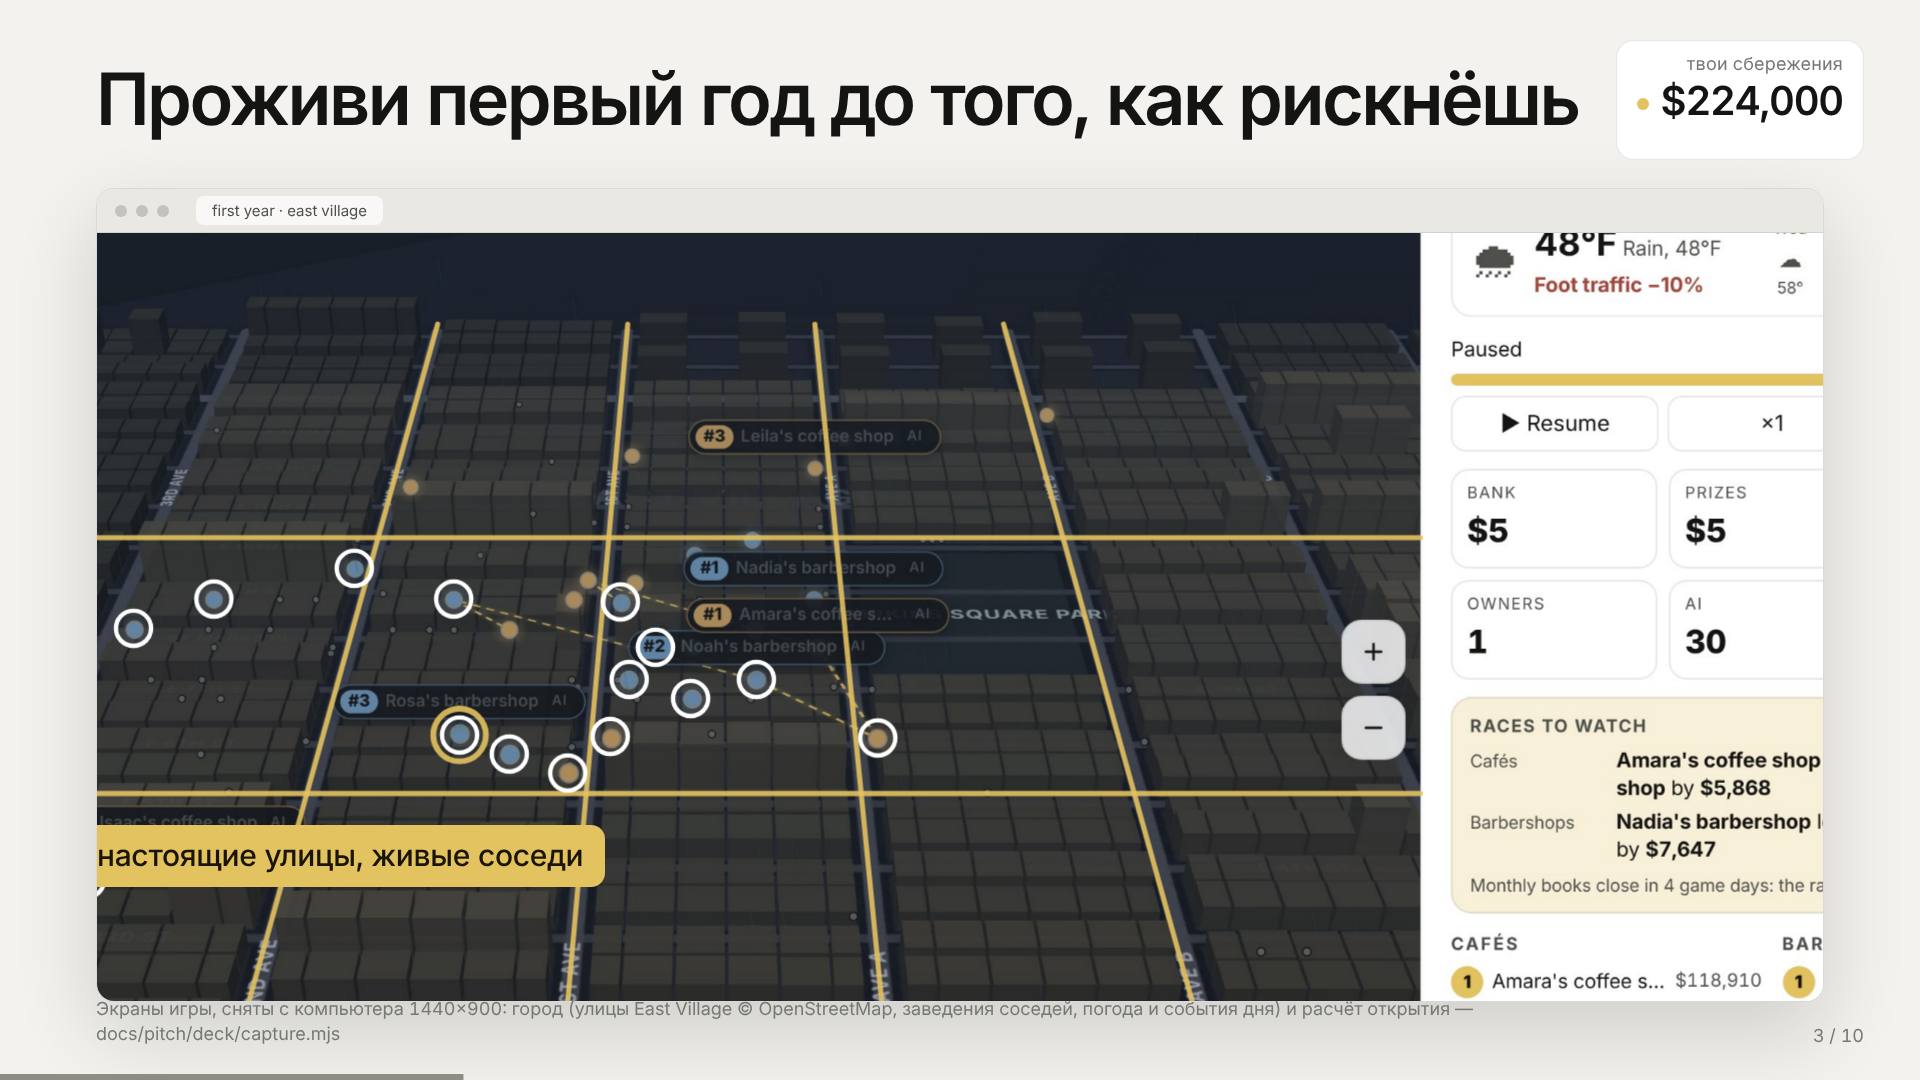 Проживи первый год до того, как рискнёшь
твои сбережения
$224,000
first year · east village
48°F Rain, 48°F
Foot traffic −10%
58°
Paused
▶ Resume
×1
BANK
$5
PRIZES
$5
OWNERS
1
AI
30
RACES TO WATCH
Cafés
Amara's coffee shop
shop by $5,868
Barbershops
Nadia's barbershop
by $7,647
Monthly books close in 4 game days: the ra
CAFÉS
BAR
1 Amara's coffee s... $118,910
1
3RD AVE
#3 Leila's coffee shop AI
#1 Nadia's barbershop AI
#1 Amara's coffee s... AI
SQUARE PAR
#2 Noah's barbershop AI
#3 Rosa's barbershop AI
+
−
Isaac's coffee shop AI
настоящие улицы, живые соседи
ND AVE
ST AVE
AVE A
AVE B
Экраны игры, сняты с компьютера 1440×900: город (улицы East Village © OpenStreetMap, заведения соседей, погода и события дня) и расчёт открытия —
docs/pitch/deck/capture.mjs
3 / 10